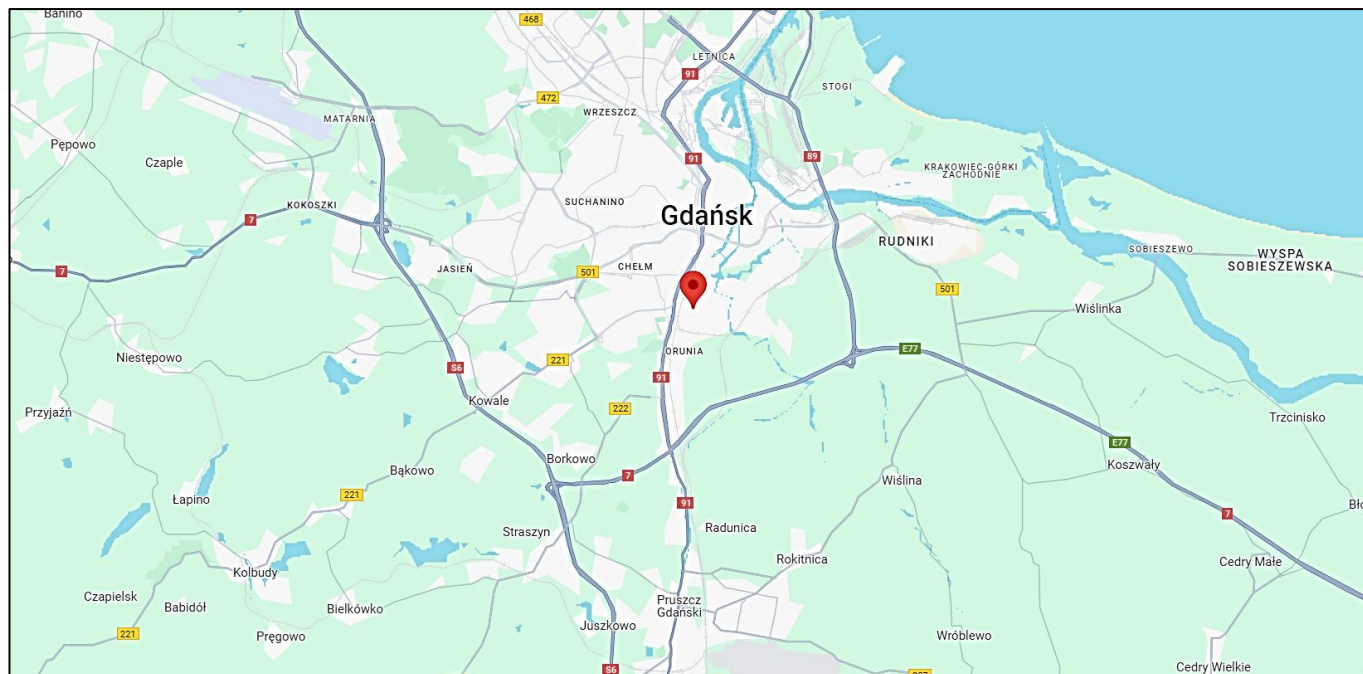 Banino
468
LETNICA
91
STOGI
472
WRZESZCZ
MATARNIA
Pępowo
Czaple
91
89
KRAKOWIEC-GÓRKI
ZACHODNIE
KOKOSZKI
SUCHANINO
7
Gdańsk
RUDNIKI
SOBIESZEWO
WYSPA
SOBIESZEWSKA
7
JASIEŃ
501
CHEŁM
501
Wiślinka
Niestępowo
ORUNIA
E77
221
S6
91
Przyjaźń
Kowale
222
Trzcinisko
E77
Borkowo
Bąkowo
7
Koszwały
Łapino
221
91
Wiślina
7
Straszyn
Radunica
Rokitnica
Cedry Małe
Kolbudy
Czapielsk
Babidół
Bielkówko
Pruszcz
Gdański
221
Pręgowo
Juszkowo
Wróblewo
S6
Cedry Wielkie